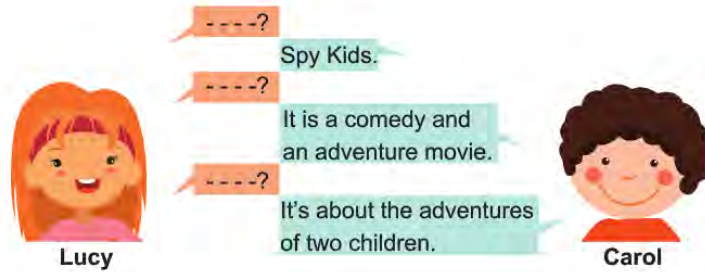 - - - -?
Spy Kids.
- - - -?
It is a comedy and
an adventure movie.
- - - -?
It's about the adventures
of two children.
Lucy
Carol